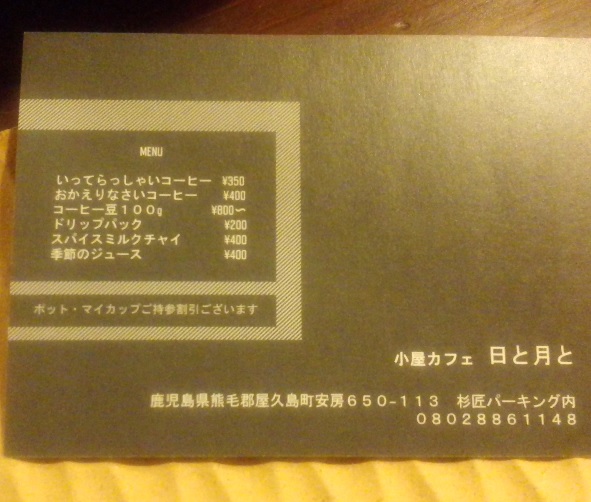 MENU
いってらっしゃいコーヒー ¥350
おかえりなさいコーヒー ¥400
コーヒー豆100g ¥800〜
ドリップパック ¥200
スパイスミルクチャイ ¥400
季節のジュース ¥400
ポット・マイカップご持参割引ございます
小屋カフェ 日と月と
鹿児島県熊毛郡屋久島町安房650-113 杉匠パーキング内
08028861148